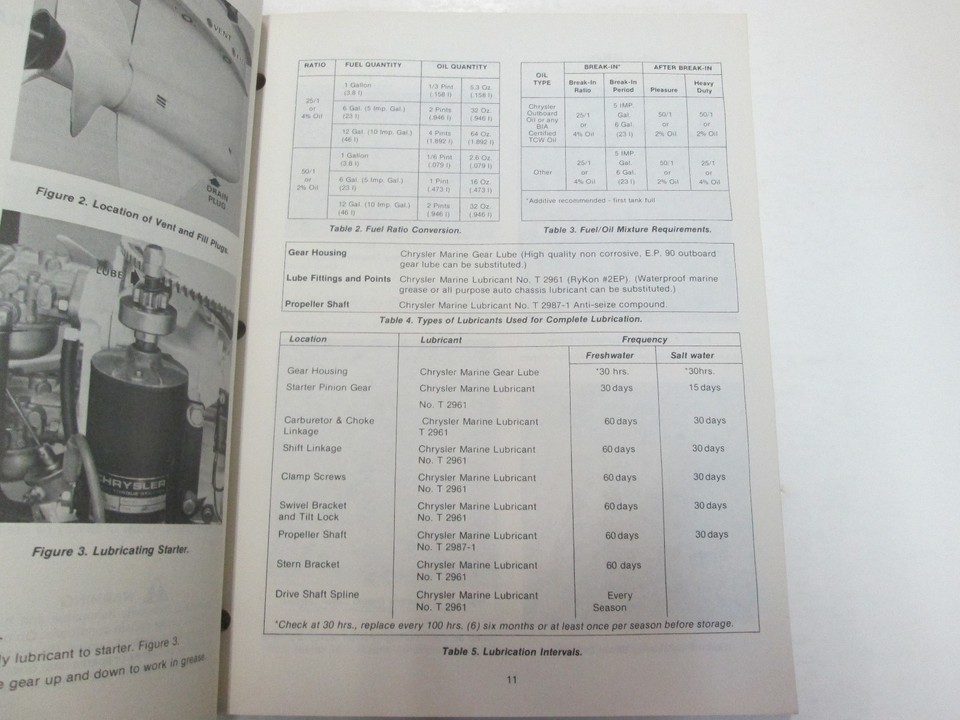 VENT
DRAIN
PLUG
Figure 2. Location of Vent and Fill Plugs.
LUBE
CHRYSLER
Figure 3. Lubricating Starter.
lubricant to starter. Figure 3.
gear up and down to work in grease.
RATIO FUEL QUANTITY OIL QUANTITY
25/1
or
4% Oil
1 Gallon 1/3 Pint 5.3 Oz.
(3.8 l) (.158 l) (.158 l)
6 Gal. (5 Imp. Gal.) 2 Pints 32 Oz.
(23 l) (.946 l) (.946 l)
12 Gal. (10 Imp. Gal.) 4 Pints 64 Oz.
(46 l) (1.892 l) (1.892 l)
50/1
or
2% Oil
1 Gallon 1/6 Pint 2.6 Oz.
(3.8 l) (.079 l) (.079 l)
6 Gal. (5 Imp. Gal.) 1 Pint 16 Oz.
(23 l) (.473 l) (.473 l)
12 Gal. (10 Imp. Gal.) 2 Pints 32 Oz.
(46 l) (.946 l) (.946 l)
Table 2. Fuel Ratio Conversion.
OIL
TYPE
BREAK-IN* AFTER BREAK-IN
Break-In Break-In Pleasure Heavy
Ratio Period Duty
Chrysler
Outboard
Oil or any
BIA
Certified
TCW Oil
25/1
or
4% Oil
5 IMP.
Gal.
or
6 Gal.
(23 l)
50/1
or
2% Oil
50/1
or
2% Oil
Other
25/1
or
4% Oil
5 IMP.
Gal.
or
6 Gal.
(23 l)
50/1
or
2% Oil
25/1
or
4% Oil
*Additive recommended - first tank full.
Table 3. Fuel/Oil Mixture Requirements.
Gear Housing Chrysler Marine Gear Lube (High quality non corrosive, E.P. 90 outboard
gear lube can be substituted.)
Lube Fittings and Points Chrysler Marine Lubricant No. T 2961 (RyKon #2EP). (Waterproof marine
grease or all purpose auto chassis lubricant can be substituted.)
Propeller Shaft Chrysler Marine Lubricant No. T 2987-1 Anti-seize compound.
Table 4. Types of Lubricants Used for Complete Lubrication.
Location Lubricant Frequency
Freshwater Salt water
Gear Housing Chrysler Marine Gear Lube *30 hrs. *30hrs.
Starter Pinion Gear Chrysler Marine Lubricant 30 days 15 days
No. T 2961
Carburetor & Choke Chrysler Marine Lubricant 60 days 30 days
Linkage T 2961
Shift Linkage Chrysler Marine Lubricant 60 days 30 days
No. T 2961
Clamp Screws Chrysler Marine Lubricant 60 days 30 days
No. T 2961
Swivel Bracket Chrysler Marine Lubricant 60 days 30 days
and Tilt Lock No. T 2961
Propeller Shaft Chrysler Marine Lubricant 60 days 30 days
No. T 2987-1
Stern Bracket Chrysler Marine Lubricant 60 days
No. T 2961
Drive Shaft Spline Chrysler Marine Lubricant Every
No. T 2961 Season
*Check at 30 hrs., replace every 100 hrs. (6) six months or at least once per season before storage.
Table 5. Lubrication Intervals.
11